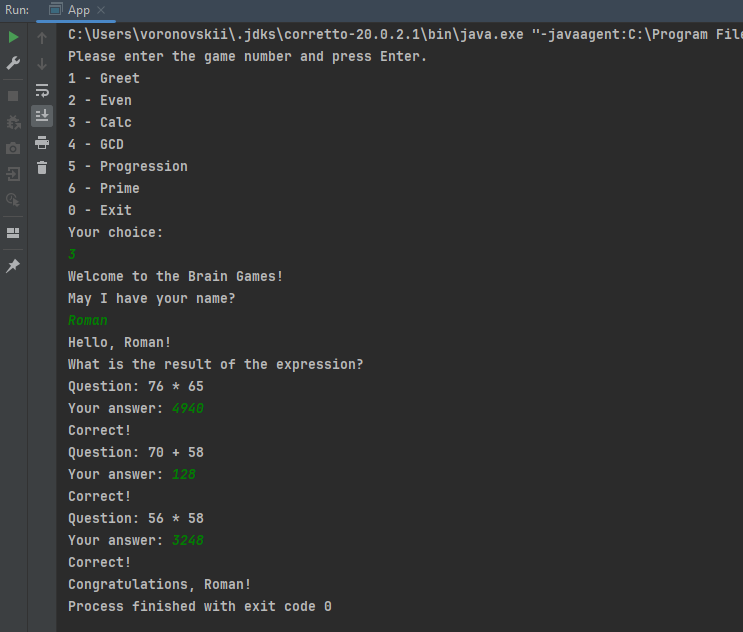 Run: App
C:\Users\voronovskii\.jdks\corretto-20.0.2.1\bin\java.exe "-javaagent:C:\Program
Please enter the game number and press Enter.
1 - Greet
2 - Even
3 - Calc
4 - GCD
5 - Progression
6 - Prime
0 - Exit
Your choice:
3
Welcome to the Brain Games!
May I have your name?
Roman
Hello, Roman!
What is the result of the expression?
Question: 76 * 65
Your answer: 4940
Correct!
Question: 70 + 58
Your answer: 128
Correct!
Question: 56 * 58
Your answer: 3248
Correct!
Congratulations, Roman!
Process finished with exit code 0